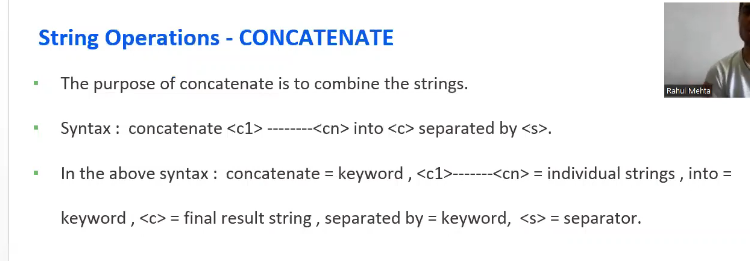 String Operations - CONCATENATE
Rahul Mehta
The purpose of concatenate is to combine the strings.
Syntax : concatenate <c1> --------<cn> into <c> separated by <s>.
In the above syntax : concatenate = keyword , <c1>-------<cn> = individual strings , into =
keyword , <c> = final result string , separated by = keyword, <s> = separator.